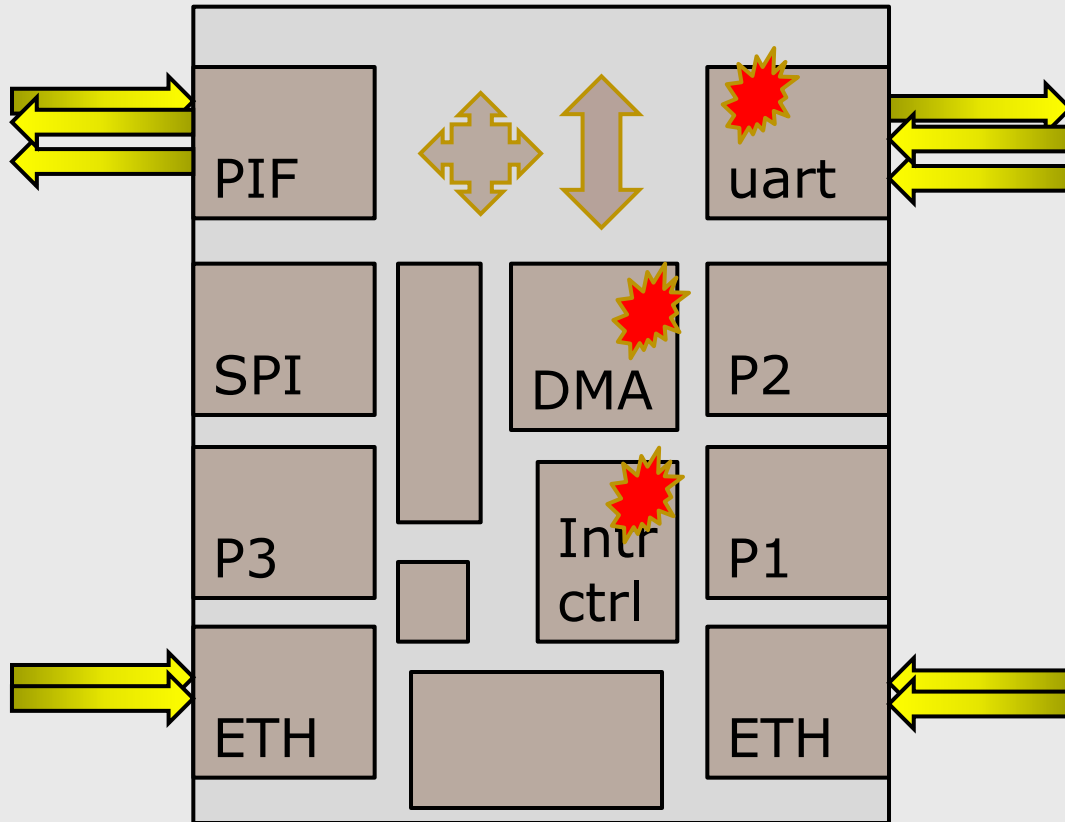 PIF
uart
SPI
DMA
P2
P3
Intr
ctrl
P1
ETH
ETH